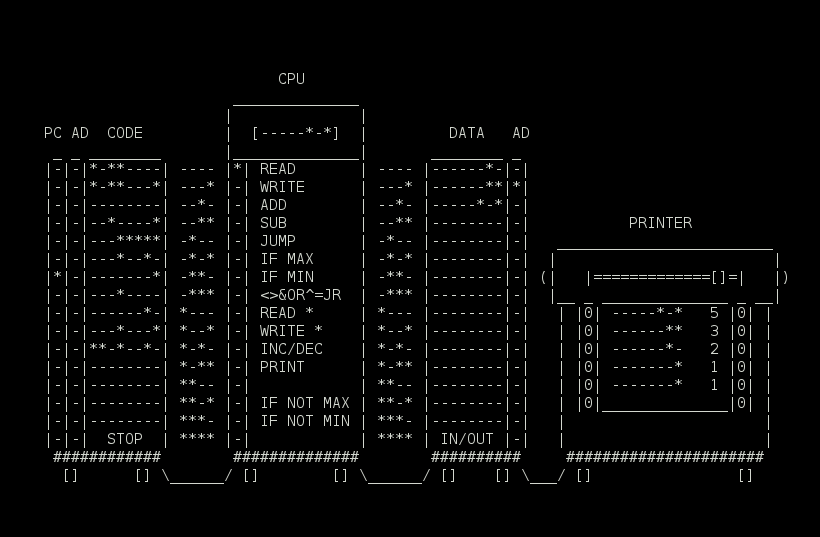 CPU
PC AD  CODE  [-----*-*]  DATA  AD
|-|-|*-**----| ---- |*| READ | ---- |------*-|-|
|-|-|*-**---*| ---* |-| WRITE | ---* |------**|*|
|-|-|--------| --*- |-| ADD | --*- |-----*-*|-|
|-|-|--*----*| --** |-| SUB | --** |--------|-| PRINTER
|-|-|---*****| -*-- |-| JUMP | -*-- |--------|-|
|-|-|---*--*-| -*-* |-| IF MAX | -*-* |--------|-|
|*|-|-------*| -**- |-| IF MIN | -**- |--------|-| (| |=============[]=| |)
|-|-|---*----| -*** |-| <>&OR^=JR | -*** |--------|-|
|-|-|------*-| *--- |-| READ * | *--- |--------|-| | |0| -----*-* 5 |0| |
|-|-|---*---*| *--* |-| WRITE * | *--* |--------|-| | |0| ------** 3 |0| |
|-|-|**-*--*-| *-*- |-| INC/DEC | *-*- |--------|-| | |0| ------*- 2 |0| |
|-|-|--------| *-** |-| PRINT | *-** |--------|-| | |0| -------* 1 |0| |
|-|-|--------| **-- |-| | **-- |--------|-| | |0| -------* 1 |0| |
|-|-|--------| **-* |-| IF NOT MAX | **-* |--------|-| | |0|______________|0| |
|-|-|--------| ***- |-| IF NOT MIN | ***- |--------|-| | |
|-|-| STOP | **** |-| | **** | IN/OUT |-| | |
############ ############## ########## ######################
[] [] \______/ [] [] \______/ [] [] \___/ [] []